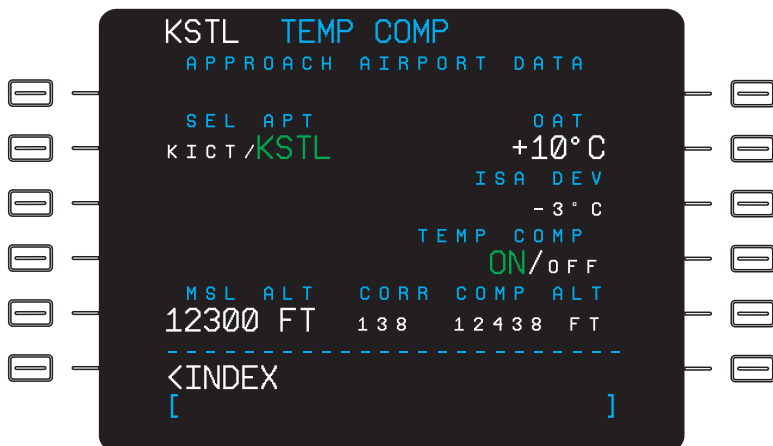 KSTL TEMP COMP
APPROACH AIRPORT DATA
SEL APT OAT
KICT/KSTL +10°C
ISA DEV
-3°C
TEMP COMP
ON/OFF
MSL ALT CORR COMP ALT
12300 FT 138 12438 FT
--------------------------
<INDEX
[ ]